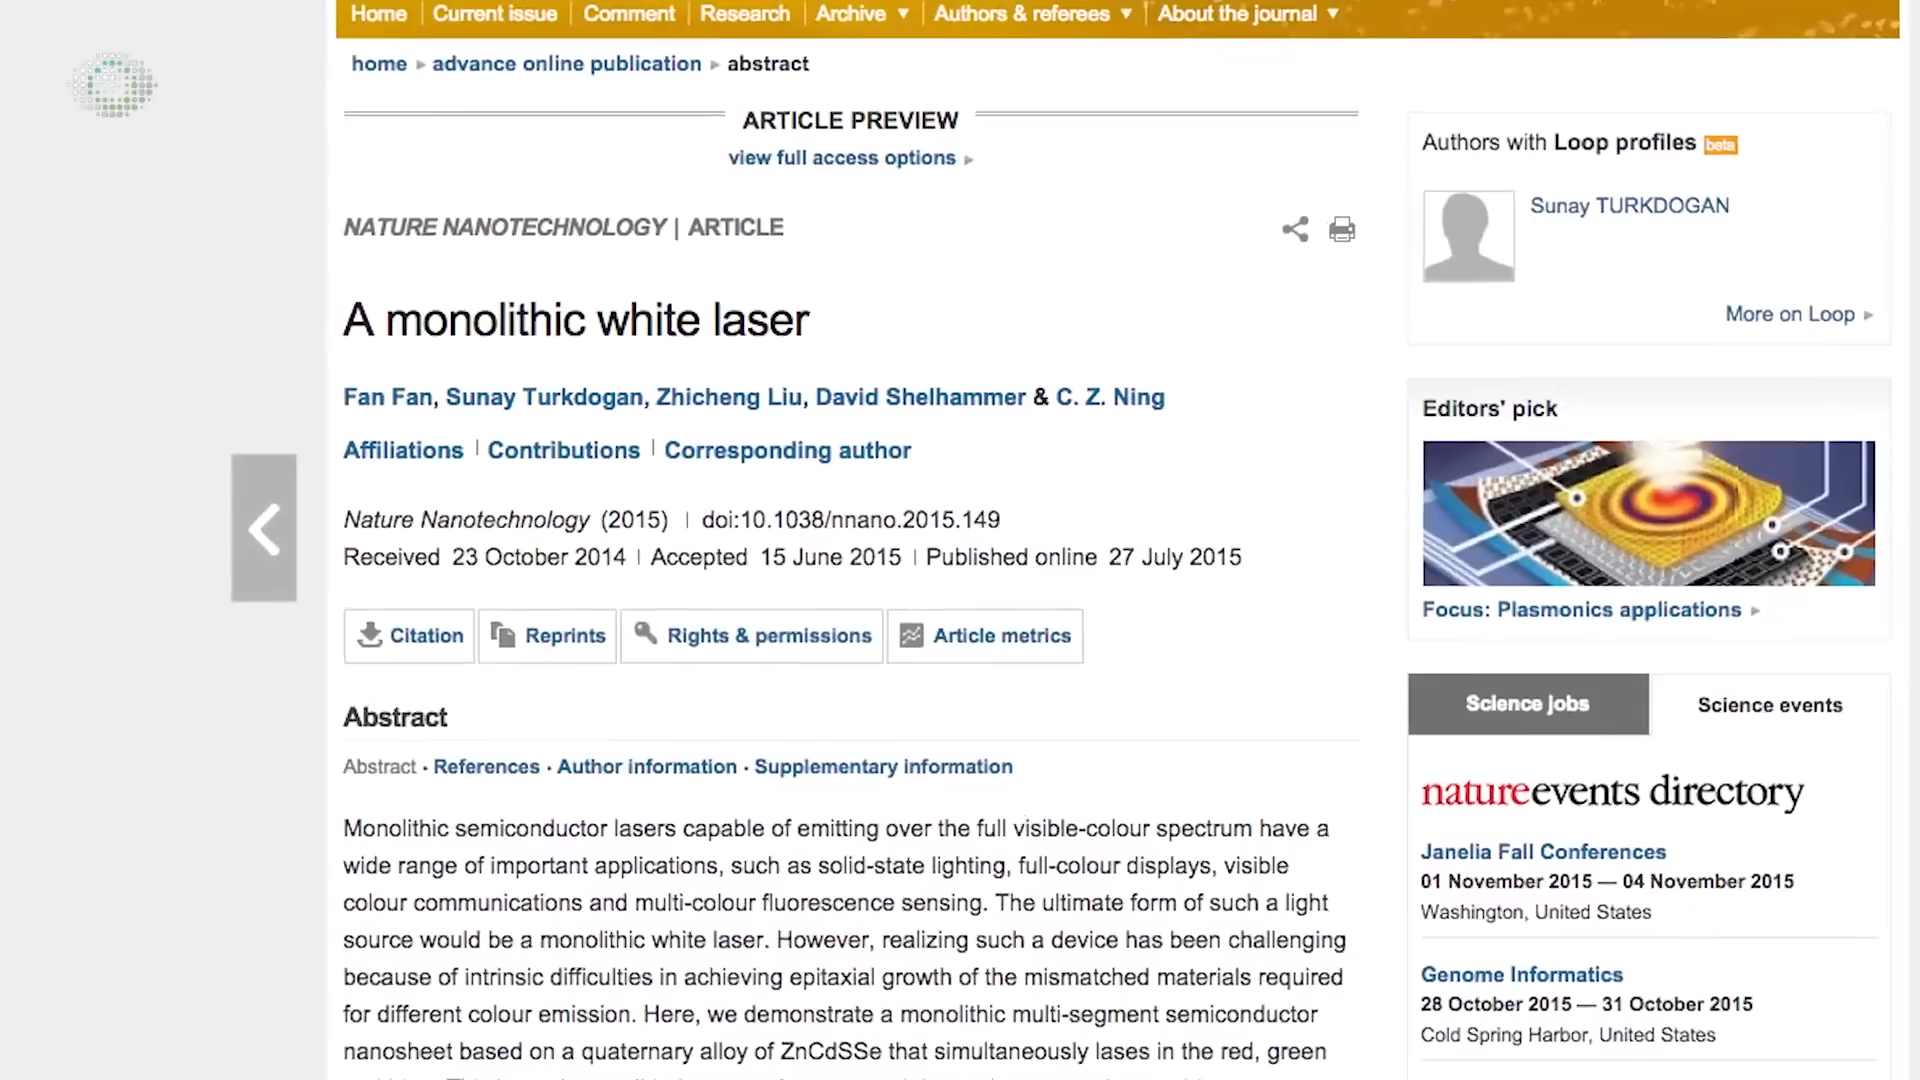 Home Current issue Comment Research Archive ▼ Authors & referees ▼ About the journal ▼
home ▸ advance online publication ▸ abstract
ARTICLE PREVIEW
view full access options ▸
NATURE NANOTECHNOLOGY | ARTICLE
A monolithic white laser
Fan Fan, Sunay Turkdogan, Zhicheng Liu, David Shelhammer & C. Z. Ning
Affiliations | Contributions | Corresponding author
Nature Nanotechnology (2015) | doi:10.1038/nnano.2015.149
Received 23 October 2014 | Accepted 15 June 2015 | Published online 27 July 2015
Citation Reprints Rights & permissions Article metrics
Abstract
Abstract · References · Author information · Supplementary information
Monolithic semiconductor lasers capable of emitting over the full visible-colour spectrum have a
wide range of important applications, such as solid-state lighting, full-colour displays, visible
colour communications and multi-colour fluorescence sensing. The ultimate form of such a light
source would be a monolithic white laser. However, realizing such a device has been challenging
because of intrinsic difficulties in achieving epitaxial growth of the mismatched materials required
for different colour emission. Here, we demonstrate a monolithic multi-segment semiconductor
nanosheet based on a quaternary alloy of ZnCdSSe that simultaneously lases in the red, green
Authors with Loop profiles beta
Sunay TURKDOGAN
More on Loop ▸
Editors' pick
Focus: Plasmonics applications ▸
Science jobs Science events
natureevents directory
Janelia Fall Conferences
01 November 2015 — 04 November 2015
Washington, United States
Genome Informatics
28 October 2015 — 31 October 2015
Cold Spring Harbor, United States